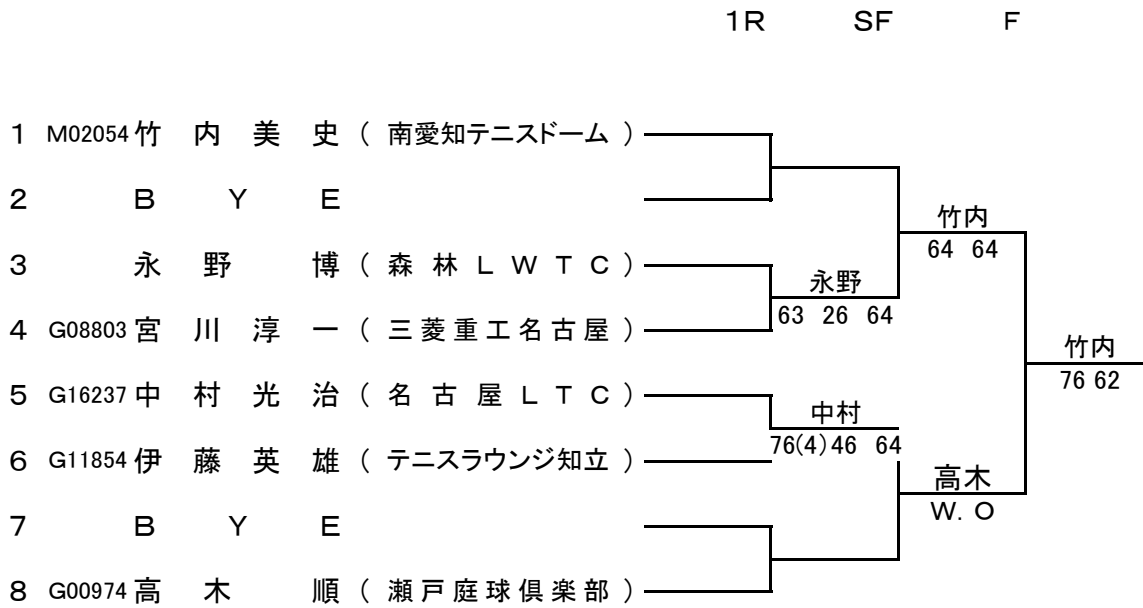 1R SF F
1 M02054 竹 内 美 史 ( 南愛知テニスドーム )
2 B Y E
竹内
64 64
3 永 野 博 ( 森 林 L W T C )
永野
63 26 64
4 G08803 宮 川 淳 一 ( 三 菱 重 工 名 古 屋 )
竹内
76 62
5 G16237 中 村 光 治 ( 名 古 屋 L T C )
中村
76(4) 46 64
6 G11854 伊 藤 英 雄 ( テニスラウンジ知立 )
高木
W. O
7 B Y E
8 G00974 高 木 順 ( 瀬 戸 庭 球 倶 楽 部 )